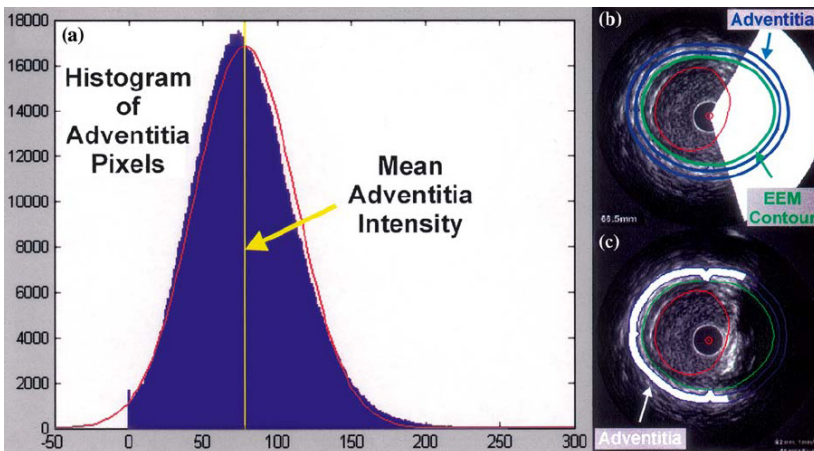 (a)
Histogram
of
Adventitia
Pixels
Mean
Adventitia
Intensity
18000
16000
14000
12000
10000
8000
6000
4000
2000
0
-50
0
50
100
150
200
250
300
(b)
Adventitia
EEM
Contour
(c)
Adventitia